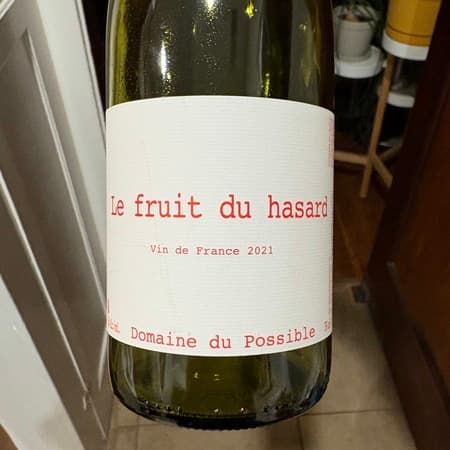 Le fruit du hasard
Vin de France 2021
Domaine du Possible